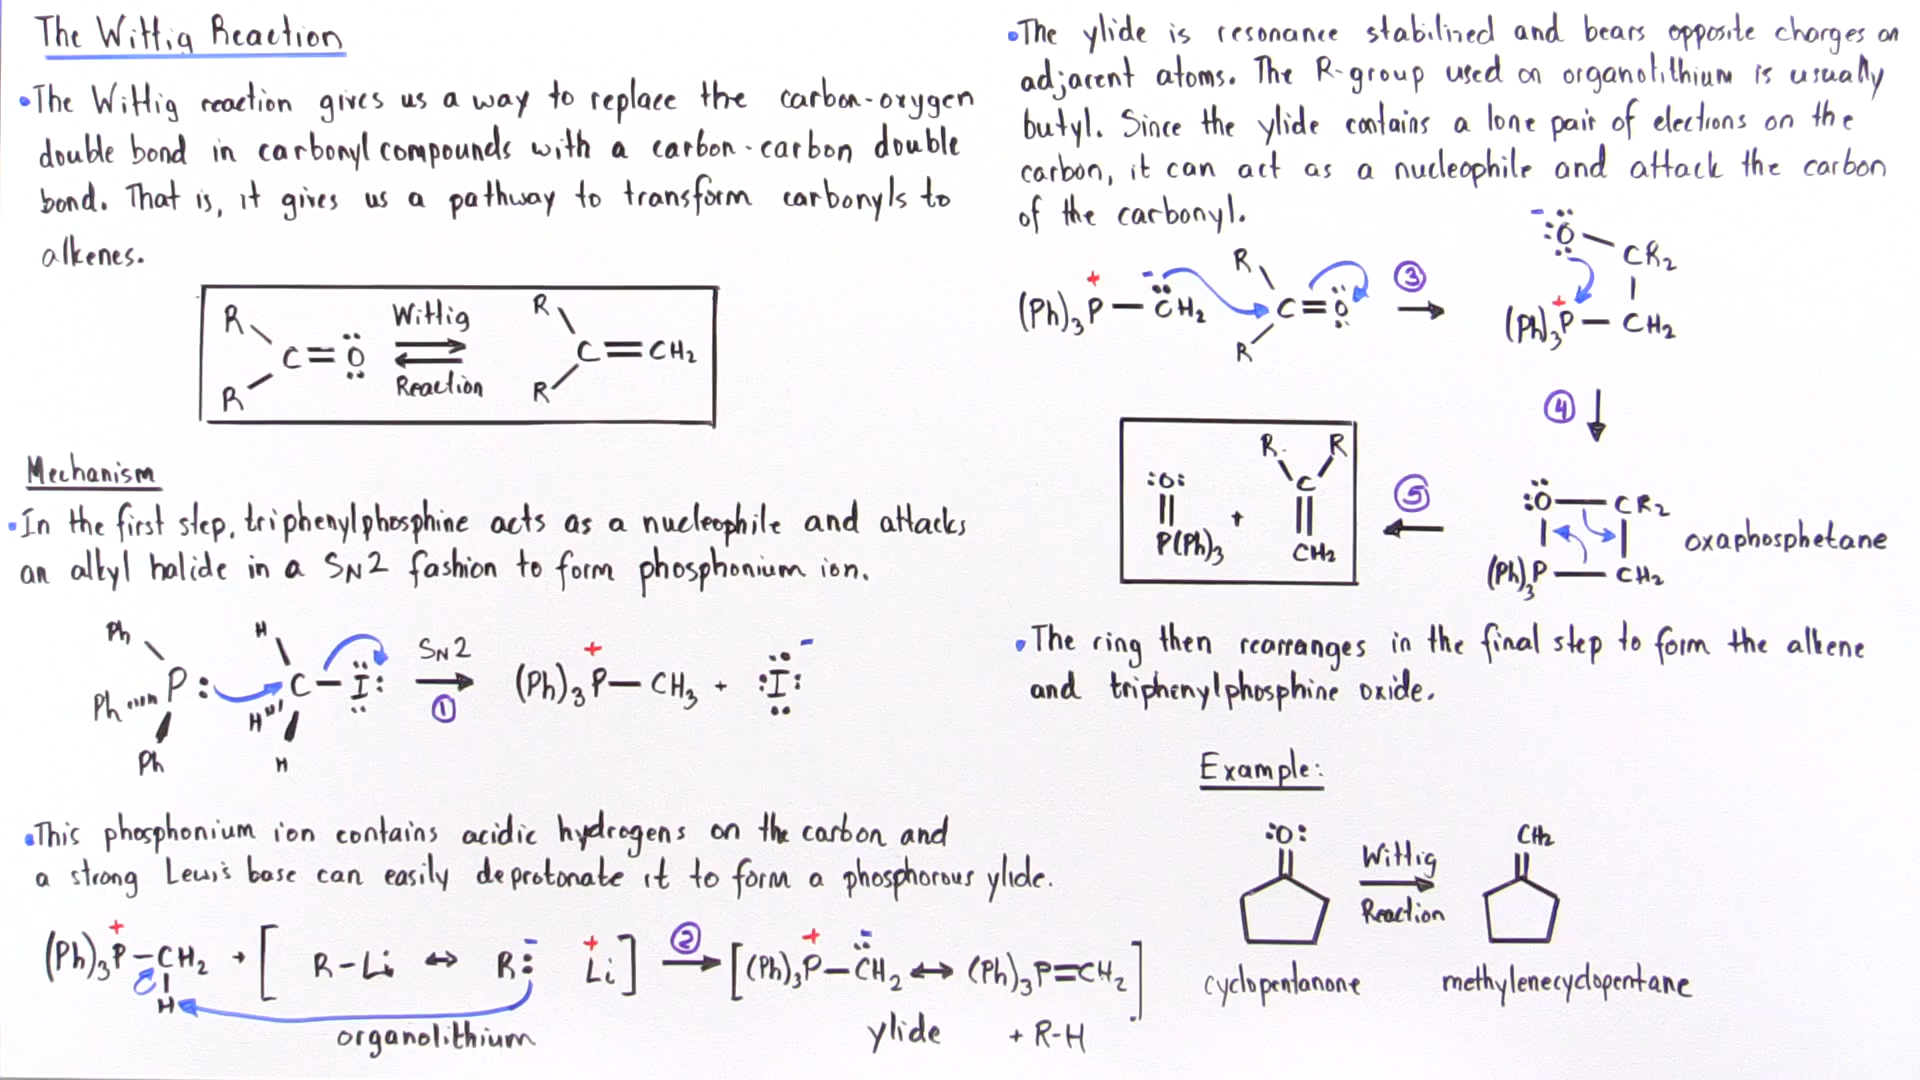 The Wittig Reaction
•The Wittig reaction gives us a way to replace the carbon-oxygen
double bond in carbonyl compounds with a carbon-carbon double
bond. That is, it gives us a pathway to transform carbonyls to
alkenes.
R R C=Ö Wittig Reaction R R C=CH₂
Mechanism
•In the first step, triphenylphosphine acts as a nucleophile and attacks
an alkyl halide in a SN2 fashion to form phosphonium ion.
Ph Ph Ph P: H H H C–I: SN2 ① (Ph)₃P⁺–CH₃ + :I:⁻
•This phosphonium ion contains acidic hydrogens on the carbon and
a strong Lewis base can easily deprotonate it to form a phosphorous ylide.
(Ph)₃P⁺–CH₂ H + [ R–Li ↔ R:⁻ Li⁺ ] ② → [ (Ph)₃P⁺–C̈H₂⁻ ↔ (Ph)₃P=CH₂ ]
organolithium ylide + R-H
•The ylide is resonance stabilized and bears opposite charges on
adjacent atoms. The R-group used on organolithium is usually
butyl. Since the ylide contains a lone pair of electrons on the
carbon, it can act as a nucleophile and attack the carbon
of the carbonyl.
(Ph)₃P⁺–C̈H₂⁻ R R C=Ö ③ → :Ö⁻–CR₂ (Ph)₃P⁺–CH₂
④ ↓
:Ö–CR₂ (Ph)₃P–CH₂ oxaphosphetane
⑤ ← :O: P(Ph)₃ + R R C CH₂
•The ring then rearranges in the final step to form the alkene
and triphenylphosphine oxide.
Example:
:O: Wittig Reaction CH₂
cyclopentanone methylenecyclopentane